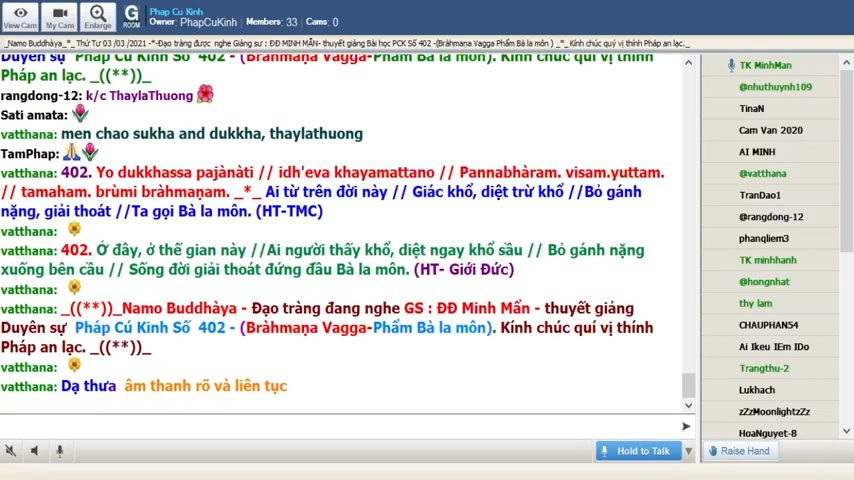 Phap Cu Kinh
Owner: PhapCuKinh Members: 33 Cams: 0
View Cam
My Cam
Enlarge
G
ROOM
_Namo Buddhàya_*_ Thứ Tư 03 /03 /2021 -*-Đạo tràng được nghe Giảng sư : ĐĐ MINH MẪN- thuyết giảng Bài học PCK Số 402 -(Bràhmaṇa Vagga Phẩm Bà la môn ) _*_ Kính chúc quý vị thính Pháp an lạc._
Duyên sự Pháp Cú Kinh Số 402 - (Bràhmaṇa Vagga-Phẩm Bà la môn). Kính chúc quí vị thính
Pháp an lạc. _((**))_
rangdong-12: k/c ThaylaThuong
Sati amata:
vatthana: men chao sukha and dukkha, thaylathuong
TamPhap:
vatthana: 402. Yo dukkhassa pajànàti // idh'eva khayamattano // Pannabhàram. visam.yuttam.
// tamaham. brùmi bràhmaṇam. _*_ Ai từ trên đời này // Giác khổ, diệt trừ khổ //Bỏ gánh
nặng, giải thoát //Ta gọi Bà la môn. (HT-TMC)
vatthana:
vatthana: 402. Ở đây, ở thế gian này //Ai người thấy khổ, diệt ngay khổ sầu // Bỏ gánh nặng
xuống bên cầu // Sống đời giải thoát đứng đầu Bà la môn. (HT- Giới Đức)
vatthana:
vatthana: _((**))_Namo Buddhàya - Đạo tràng đang nghe GS : ĐĐ Minh Mẩn - thuyết giảng
Duyên sự Pháp Cú Kinh Số 402 - (Bràhmaṇa Vagga-Phẩm Bà la môn). Kính chúc quí vị thính
Pháp an lạc. _((**))_
vatthana:
vatthana: Dạ thưa âm thanh rõ và liên tục
Hold to Talk
TK MinhMan
@nhuthuynh109
TinaN
Cam Van 2020
AI MINH
@vatthana
TranDao1
@rangdong-12
phanqliem3
TK minhhanh
@hongnhat
thy lam
CHAUPHAN54
Ai Ikeu IEm IDo
Trangthu-2
Lukhach
zZzMoonlightzZz
HoaNguyet-8
Raise Hand